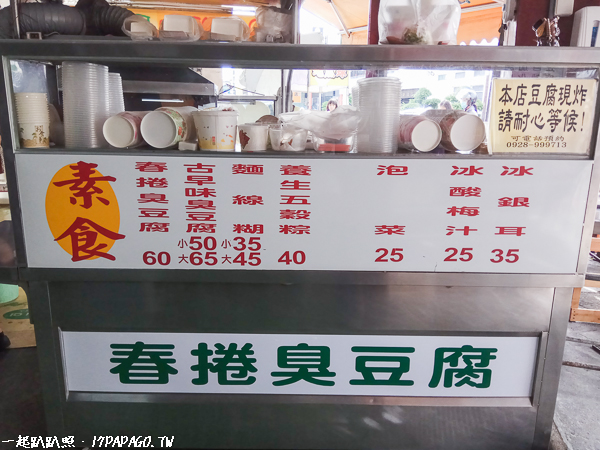 本店豆腐現炸
請耐心等候!
可電話預約
0928-999713
素食
春捲臭豆腐 60
古早味臭豆腐 小50 大65
麵線糊 小35 大45
養生五穀粽 40
泡菜 25
冰酸梅汁 25
冰銀耳 35
春捲臭豆腐
一起趴趴照·17PAPAGO.TW